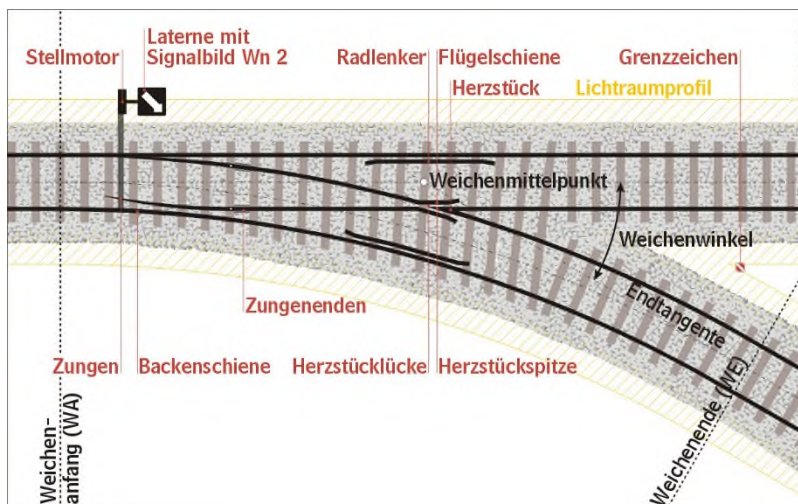 Laterne mit
Stellmotor Signalbild Wn 2 Radlenker Flügelschiene Grenzzeichen
Herzstück Lichtraumprofil
Weichenmittelpunkt
Weichenwinkel
Zungenenden
Endtangente
Zungen Backenschiene Herzstücklücke Herzstückspitze
Weichen-
anfang (WA)
Weichenende (WE)